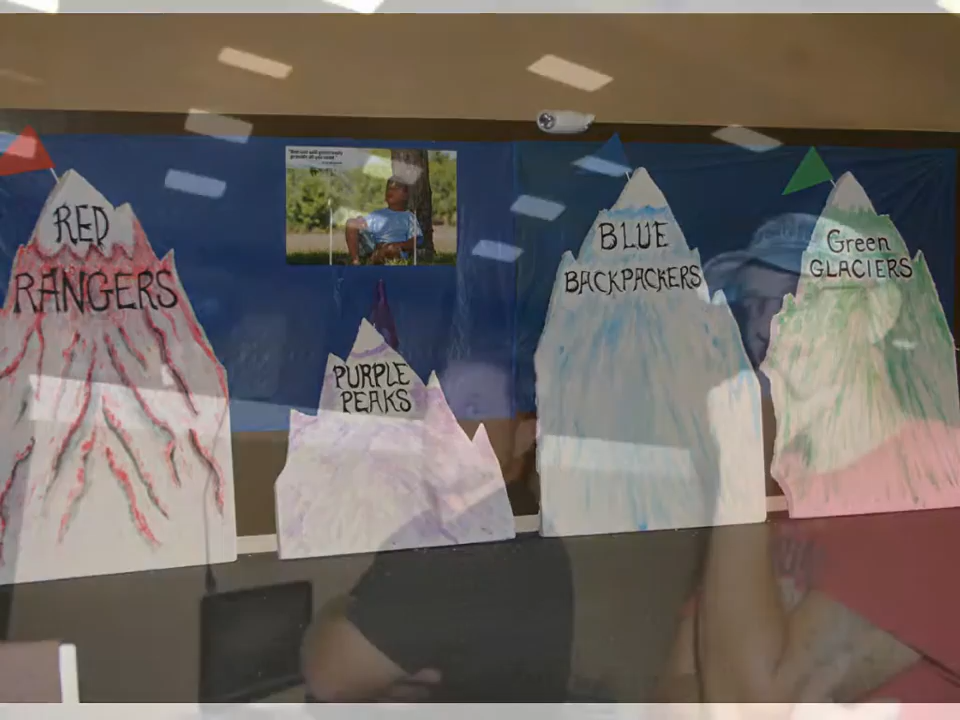 RED
RANGERS
PURPLE
PEAKS
BLUE
BACKPACKERS
Green
GLACIERS